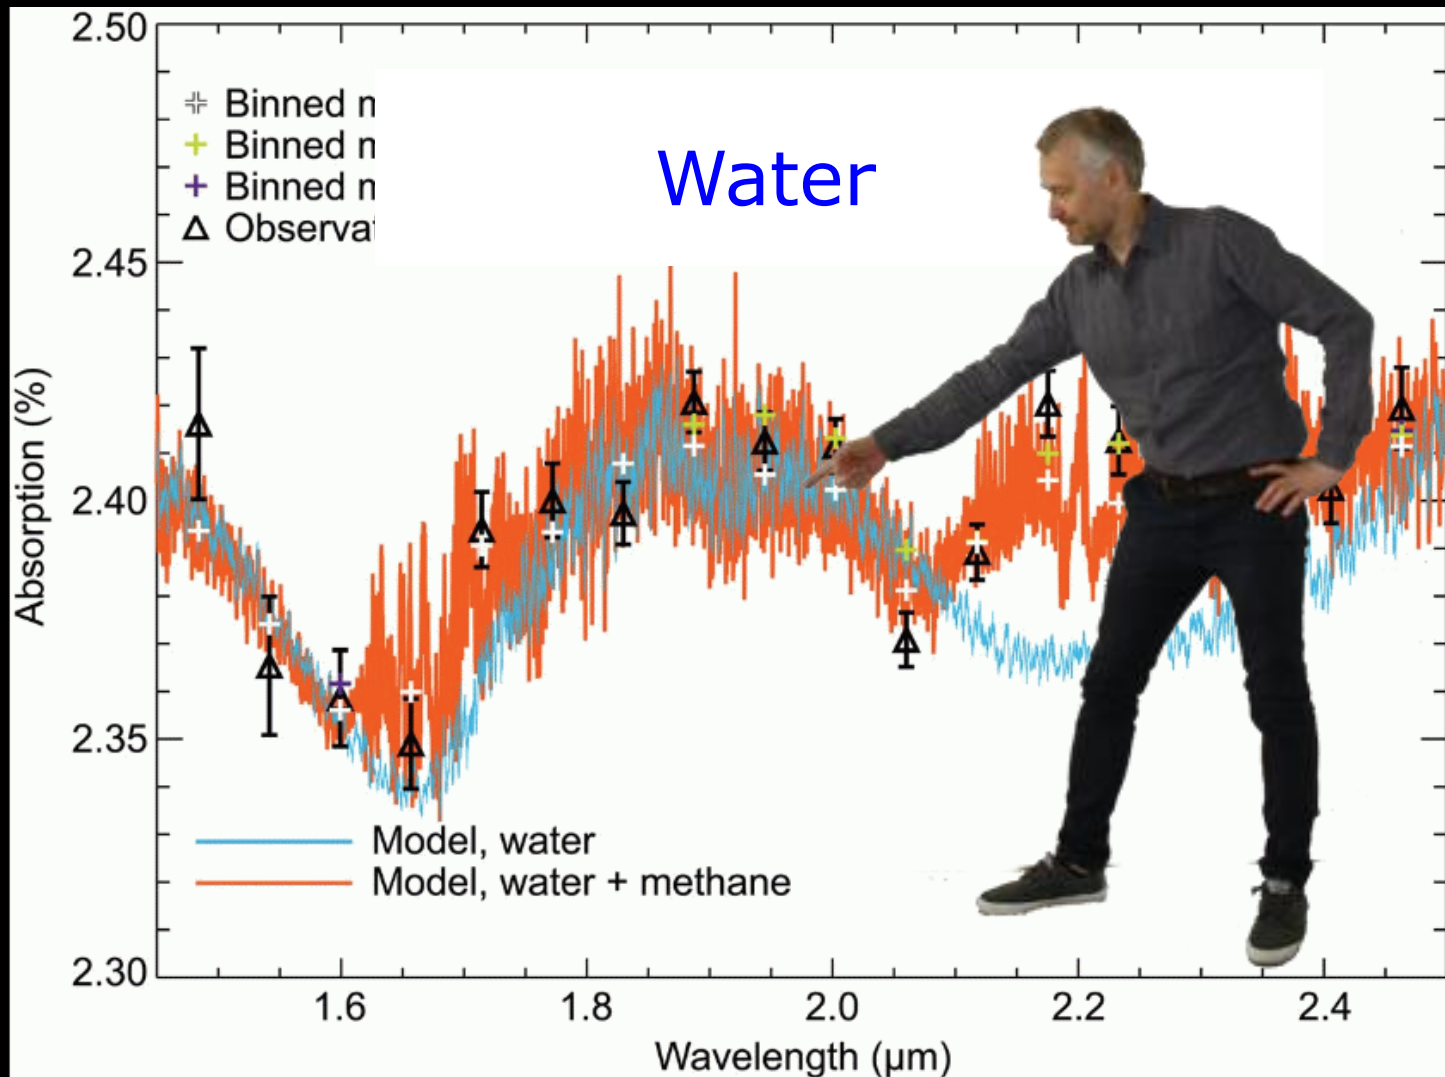 2.50
Binned
Binned
Binned
Water
2.45
2.40
2.35
2.30
Absorption (%)
Model, water
Model, water + methane
1.6 1.8 2.0 2.2 2.4
Wavelength (µm)